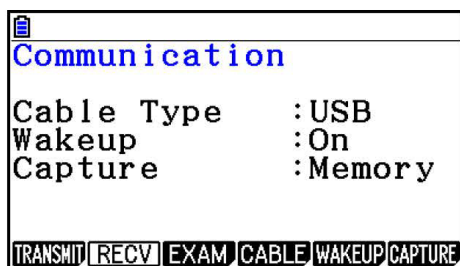 Communication
Cable Type :USB
Wakeup :On
Capture :Memory
TRANSMIT RECV EXAM CABLE WAKEUP CAPTURE